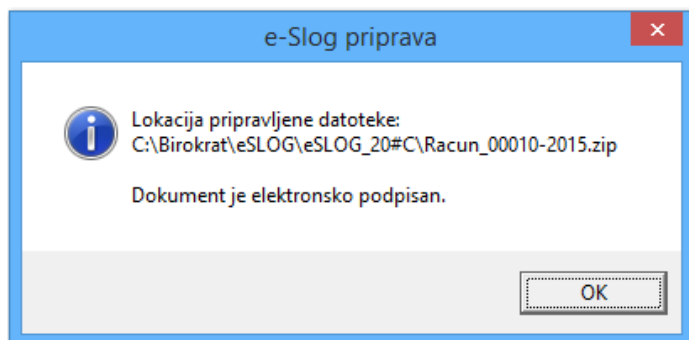 e-Slog priprava
Lokacija pripravljene datoteke:
C:\Birokrat\eSLOG\eSLOG_20#C\Racun_00010-2015.zip
Dokument je elektronsko podpisan.
OK